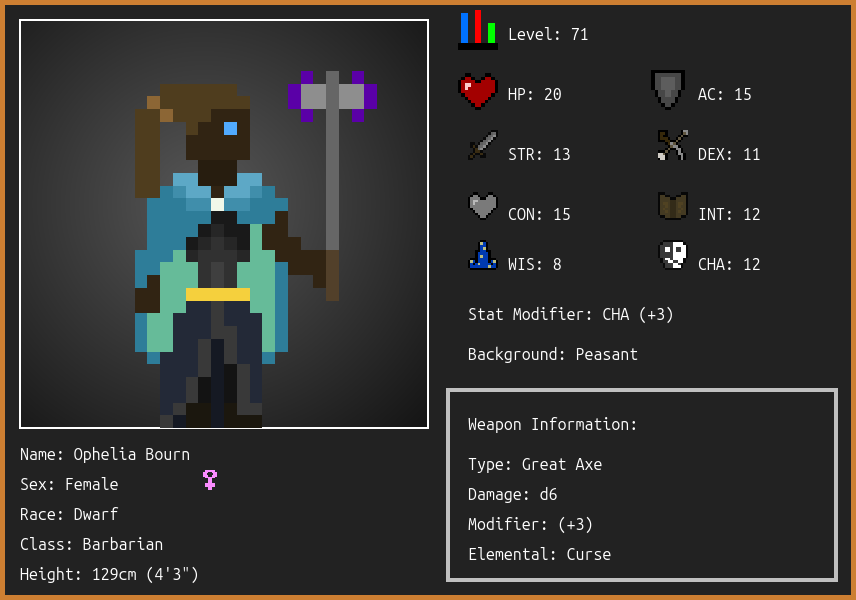 Level: 71
HP: 20
AC: 15
STR: 13
DEX: 11
CON: 15
INT: 12
WIS: 8
CHA: 12
Stat Modifier: CHA (+3)
Background: Peasant
Weapon Information:
Type: Great Axe
Damage: d6
Modifier: (+3)
Elemental: Curse
Name: Ophelia Bourn
Sex: Female
Race: Dwarf
Class: Barbarian
Height: 129cm (4'3")